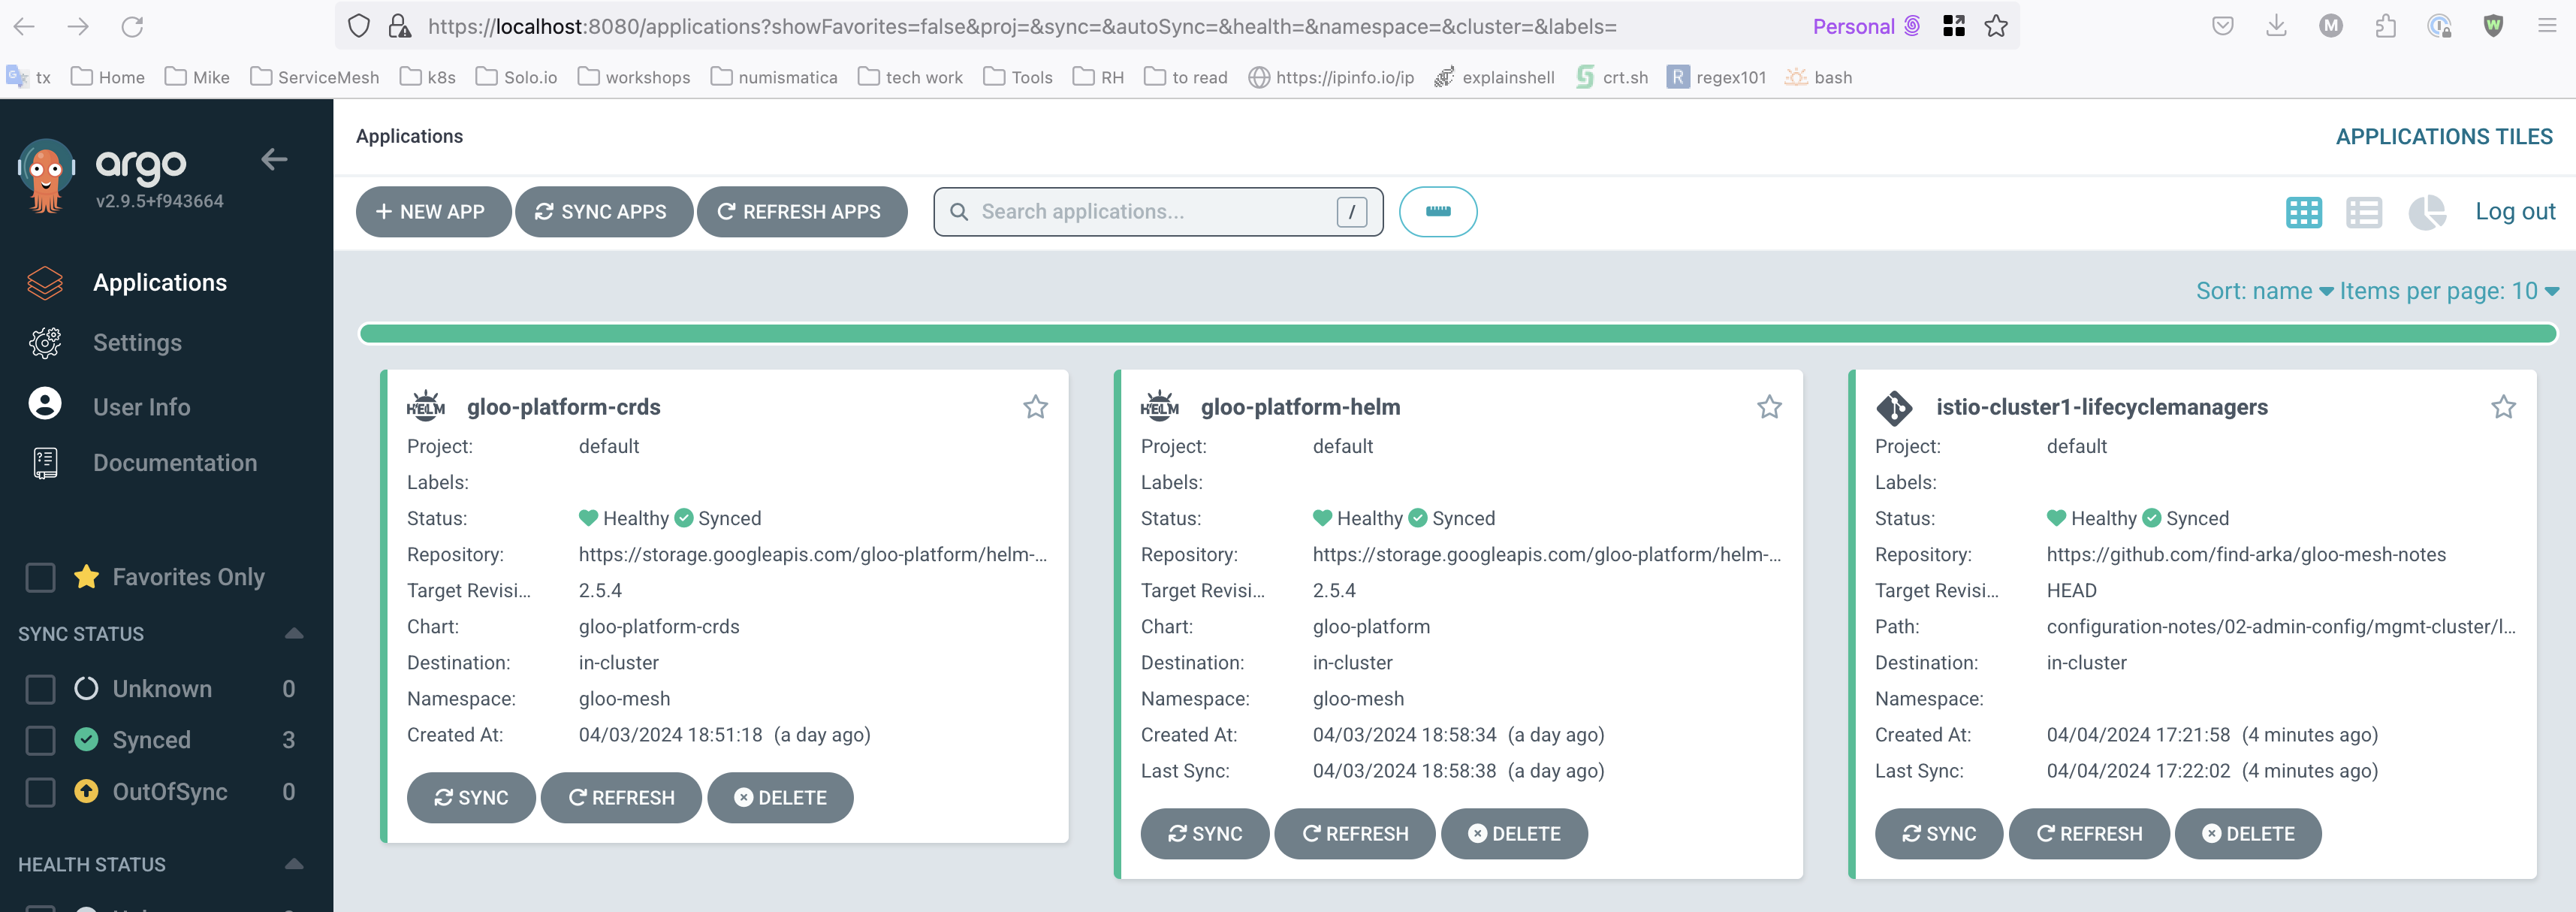 https://localhost:8080/applications?showFavorites=false&proj=&sync=&autoSync=&health=&namespace=&cluster=&labels=
Personal
M
W
tx Home Mike ServiceMesh k8s Solo.io workshops numismatica tech work Tools RH to read https://ipinfo.io/ip explainshell crt.sh R regex101 bash
argo
v2.9.5+f943664
Applications
Settings
User Info
Documentation
Favorites Only
SYNC STATUS
Unknown 0
Synced 3
OutOfSync 0
HEALTH STATUS
Applications
APPLICATIONS TILES
+ NEW APP SYNC APPS REFRESH APPS Search applications... / Log out
Sort: name Items per page: 10
HELM gloo-platform-crds
Project: default
Labels:
Status: Healthy Synced
Repository: https://storage.googleapis.com/gloo-platform/helm-...
Target Revisi... 2.5.4
Chart: gloo-platform-crds
Destination: in-cluster
Namespace: gloo-mesh
Created At: 04/03/2024 18:51:18 (a day ago)
SYNC REFRESH DELETE
HELM gloo-platform-helm
Project: default
Labels:
Status: Healthy Synced
Repository: https://storage.googleapis.com/gloo-platform/helm-...
Target Revisi... 2.5.4
Chart: gloo-platform
Destination: in-cluster
Namespace: gloo-mesh
Created At: 04/03/2024 18:58:34 (a day ago)
Last Sync: 04/03/2024 18:58:38 (a day ago)
SYNC REFRESH DELETE
istio-cluster1-lifecyclemanagers
Project: default
Labels:
Status: Healthy Synced
Repository: https://github.com/find-arka/gloo-mesh-notes
Target Revisi... HEAD
Path: configuration-notes/02-admin-config/mgmt-cluster/l...
Destination: in-cluster
Namespace:
Created At: 04/04/2024 17:21:58 (4 minutes ago)
Last Sync: 04/04/2024 17:22:02 (4 minutes ago)
SYNC REFRESH DELETE